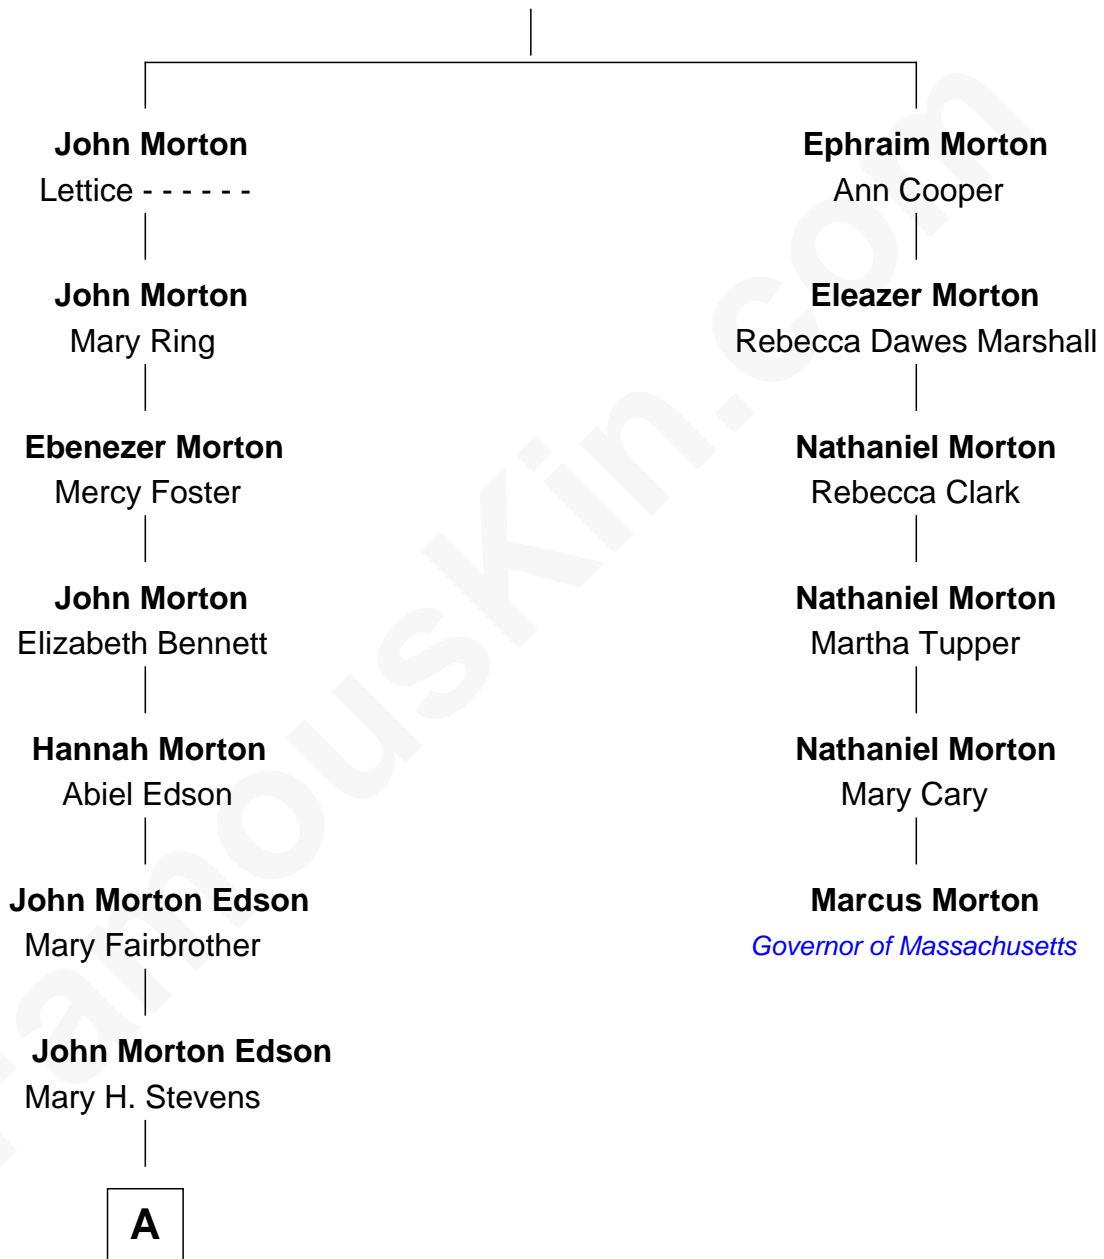 John Morton
Lettice - - - - - -
John Morton
Mary Ring
Ebenezer Morton
Mercy Foster
John Morton
Elizabeth Bennett
Hannah Morton
Abiel Edson
John Morton Edson
Mary Fairbrother
John Morton Edson
Mary H. Stevens
A
Ephraim Morton
Ann Cooper
Eleazer Morton
Rebecca Dawes Marshall
Nathaniel Morton
Rebecca Clark
Nathaniel Morton
Martha Tupper
Nathaniel Morton
Mary Cary
Marcus Morton
Governor of Massachusetts
FamousKin.com